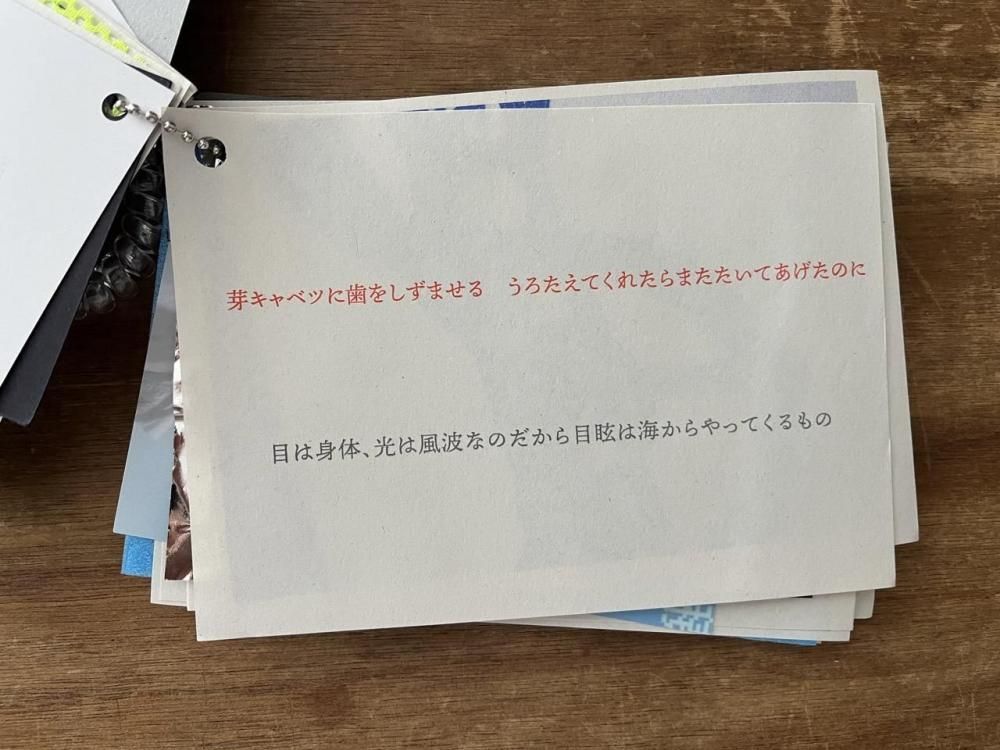 芽キャベツに歯をしずませる　うろたえてくれたらまたたいてあげたのに
目は身体、光は風波なのだから目眩は海からやってくるもの